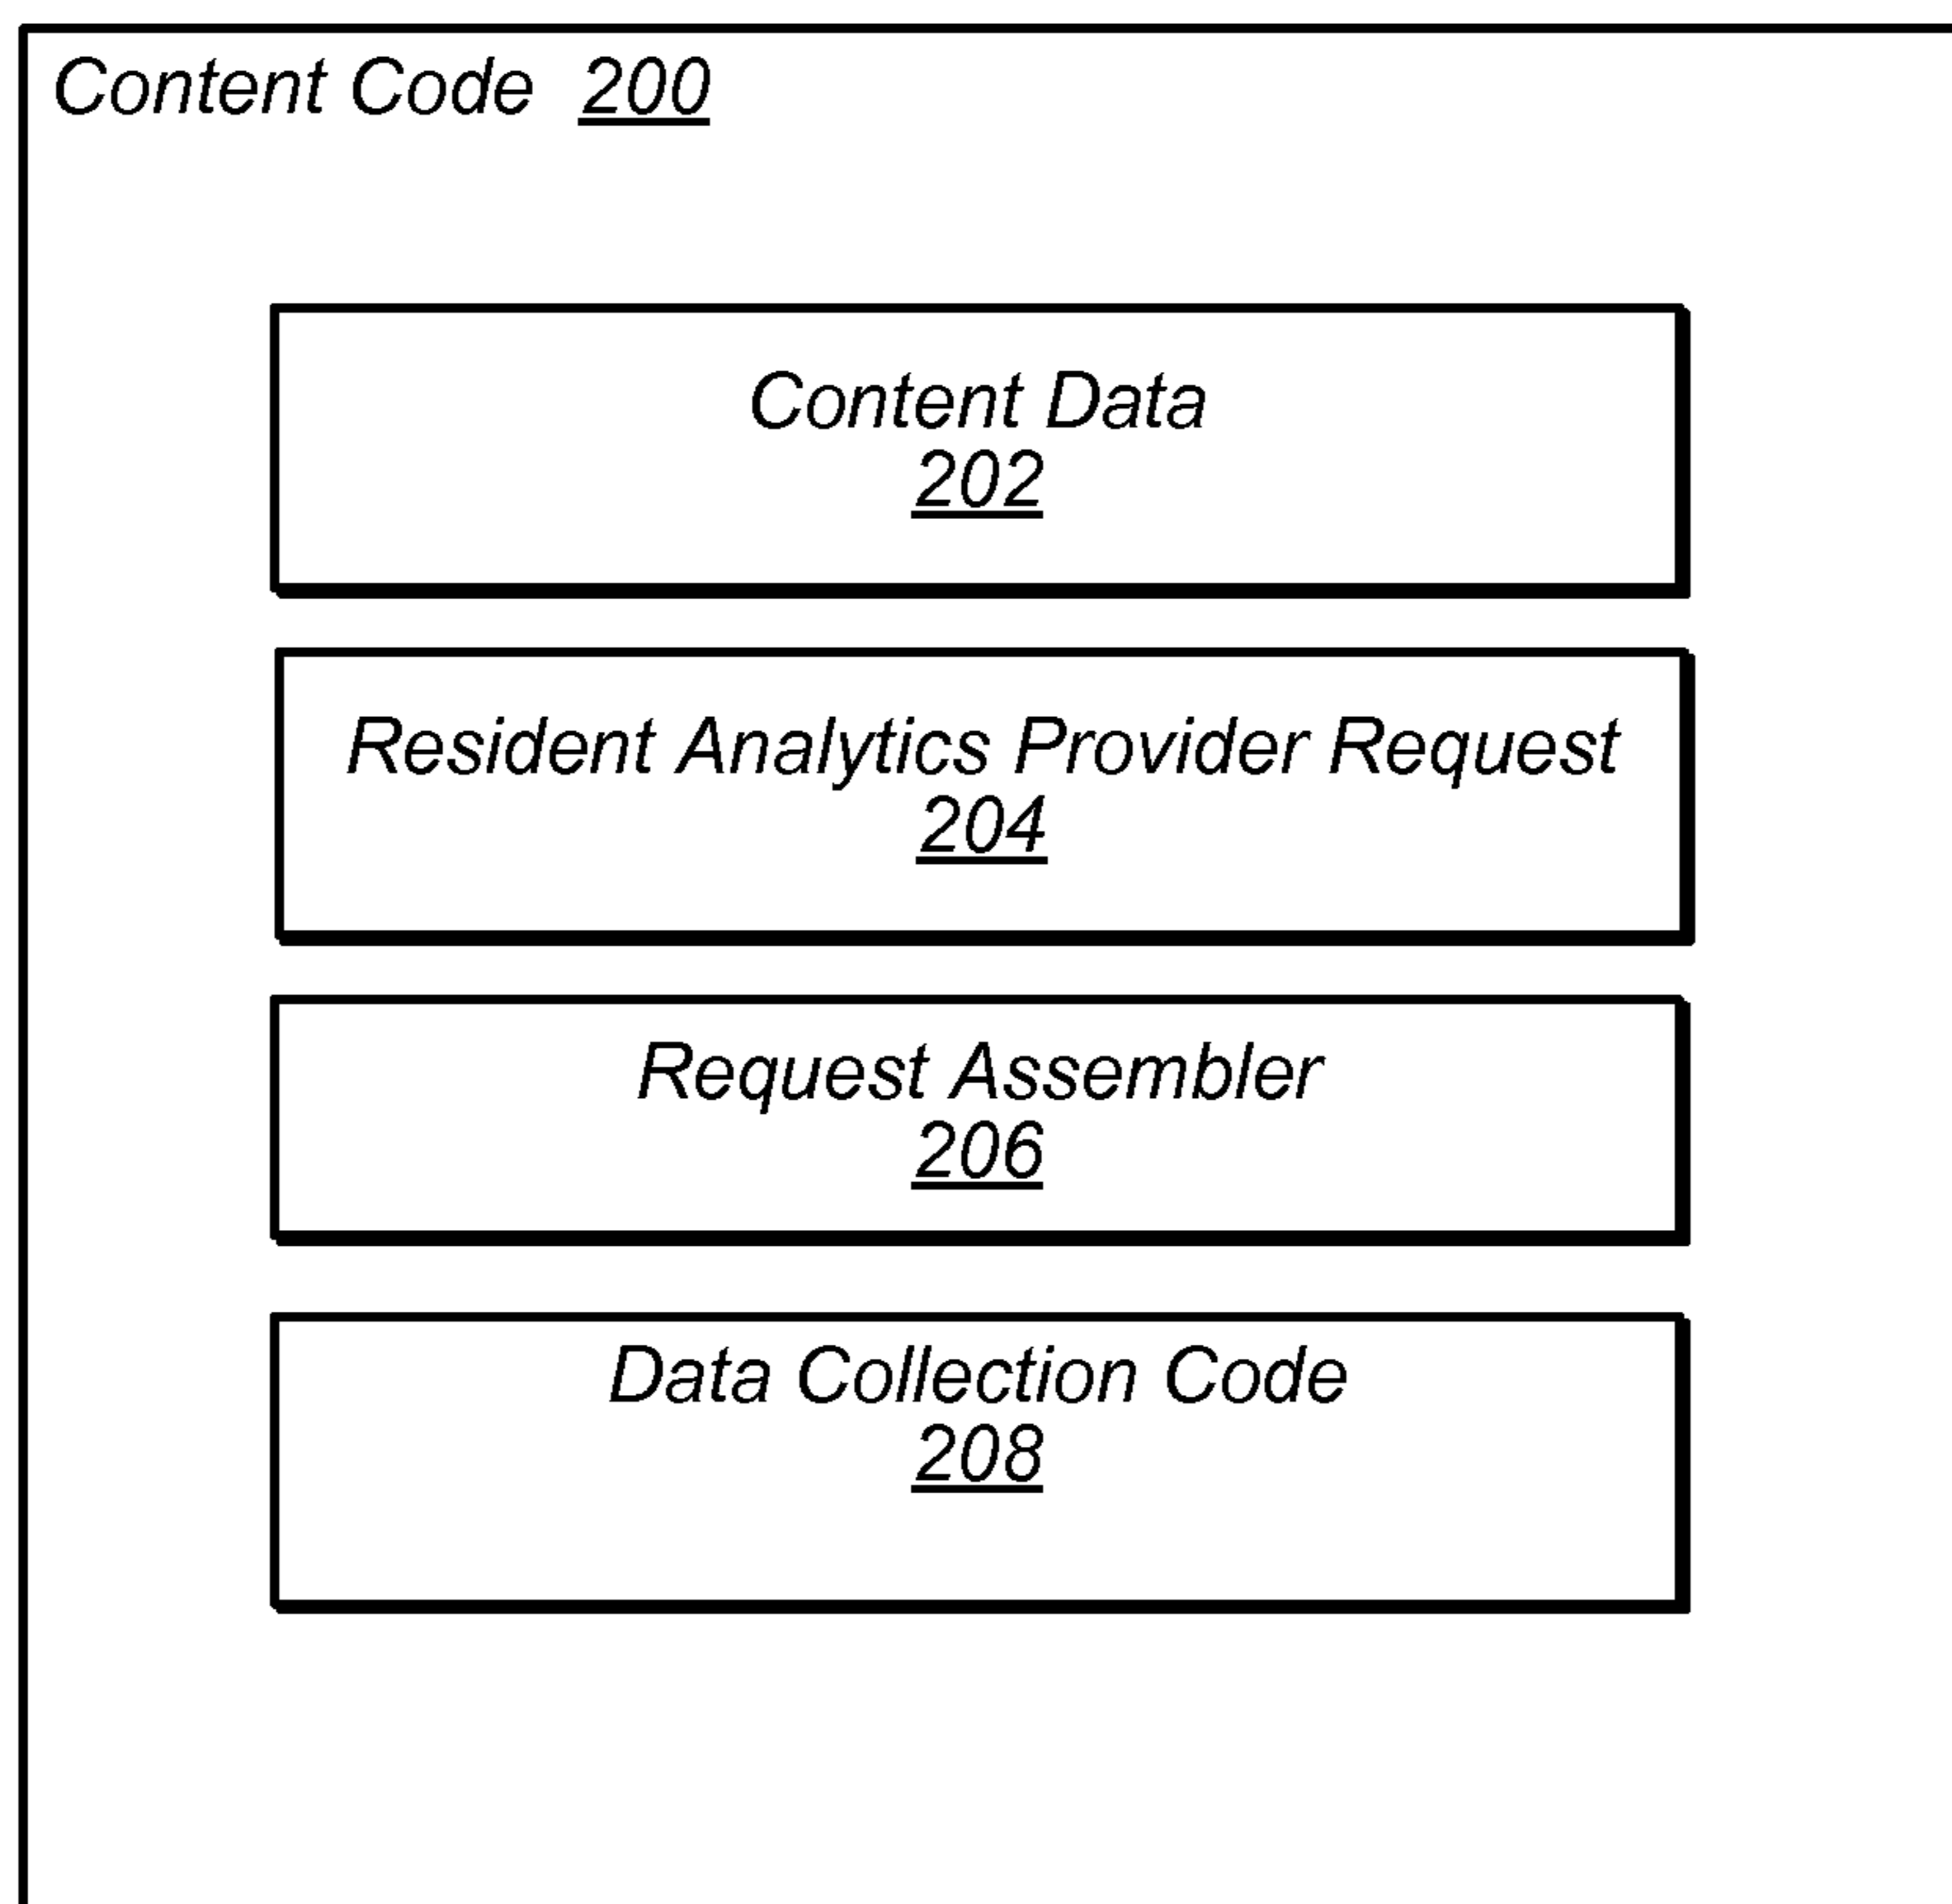 Content Code 200
Content Data
202
Resident Analytics Provider Request
204
Request Assembler
206
Data Collection Code
208